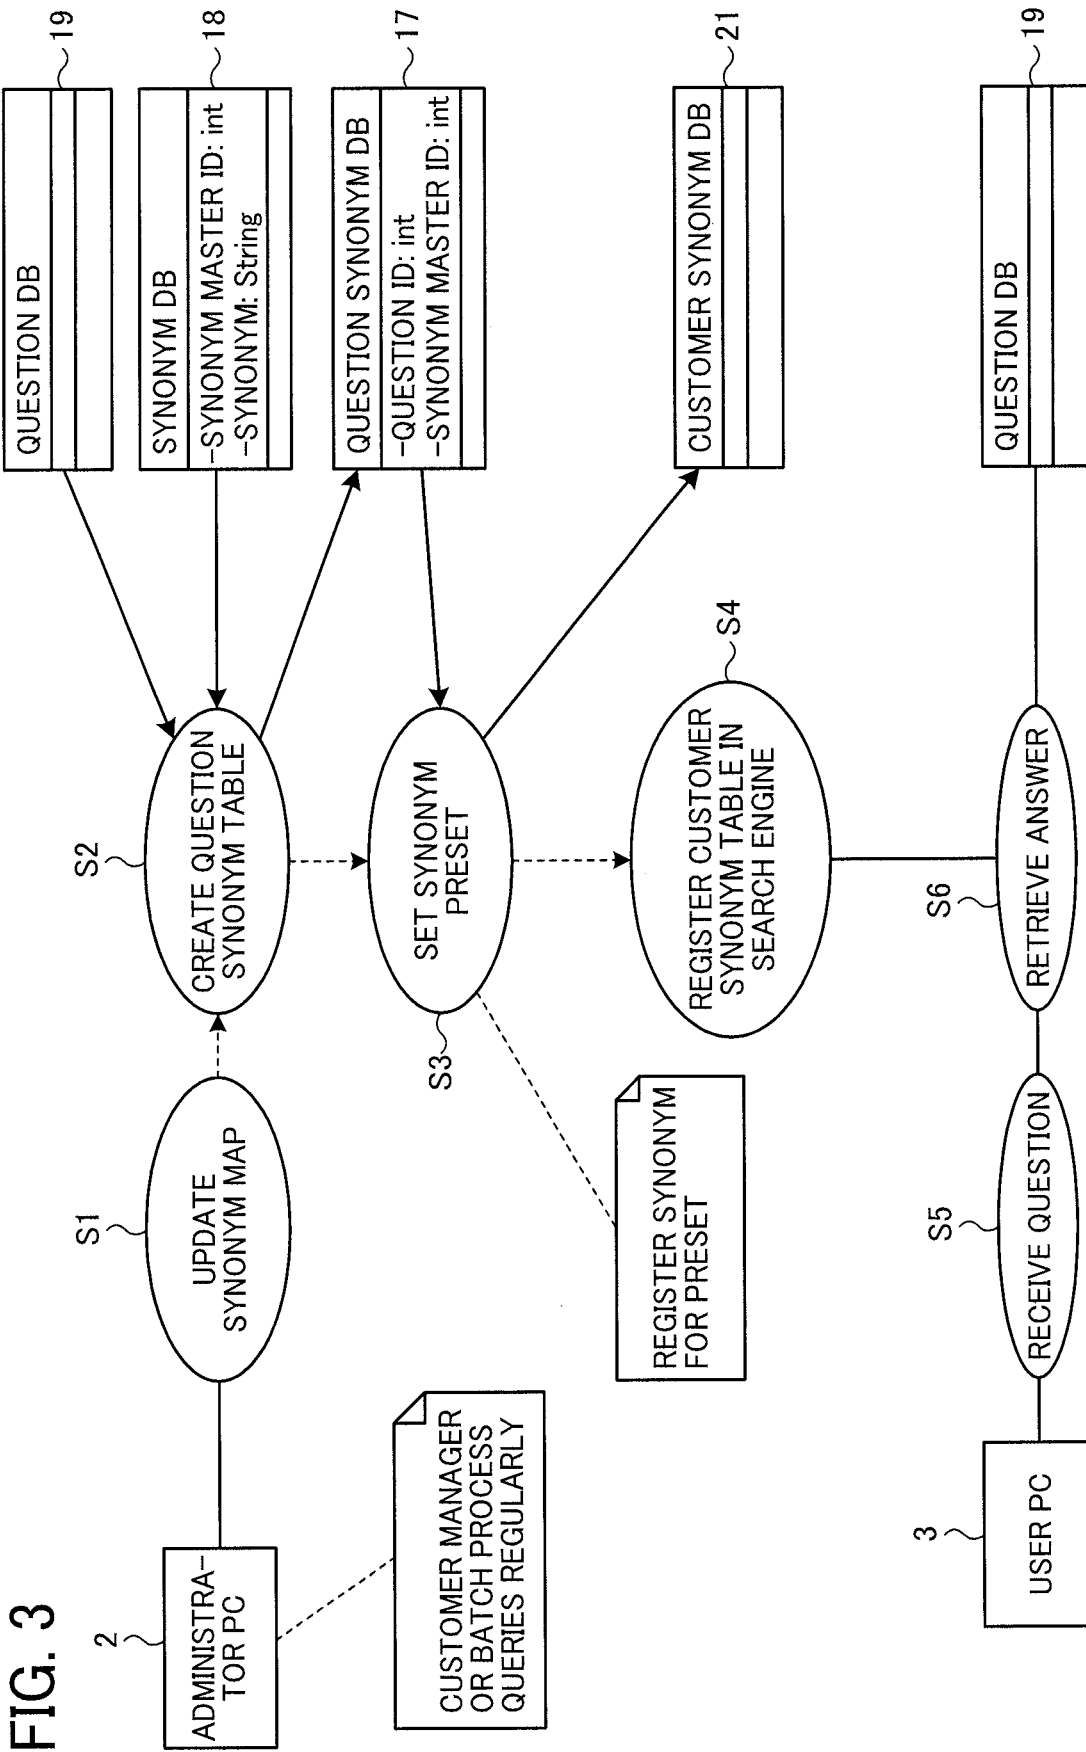 FIG. 3
2
ADMINISTRA-
TOR PC
CUSTOMER MANAGER
OR BATCH PROCESS
QUERIES REGULARLY
S1
UPDATE
SYNONYM MAP
S2
CREATE QUESTION
SYNONYM TABLE
S3
SET SYNONYM
PRESET
REGISTER SYNONYM
FOR PRESET
S4
REGISTER CUSTOMER
SYNONYM TABLE IN
SEARCH ENGINE
QUESTION DB
19
SYNONYM DB
-SYNONYM MASTER ID: int
-SYNONYM: String
18
QUESTION SYNONYM DB
-QUESTION ID: int
-SYNONYM MASTER ID: int
17
CUSTOMER SYNONYM DB
21
3
USER PC
S5
RECEIVE QUESTION
S6
RETRIEVE ANSWER
QUESTION DB
19